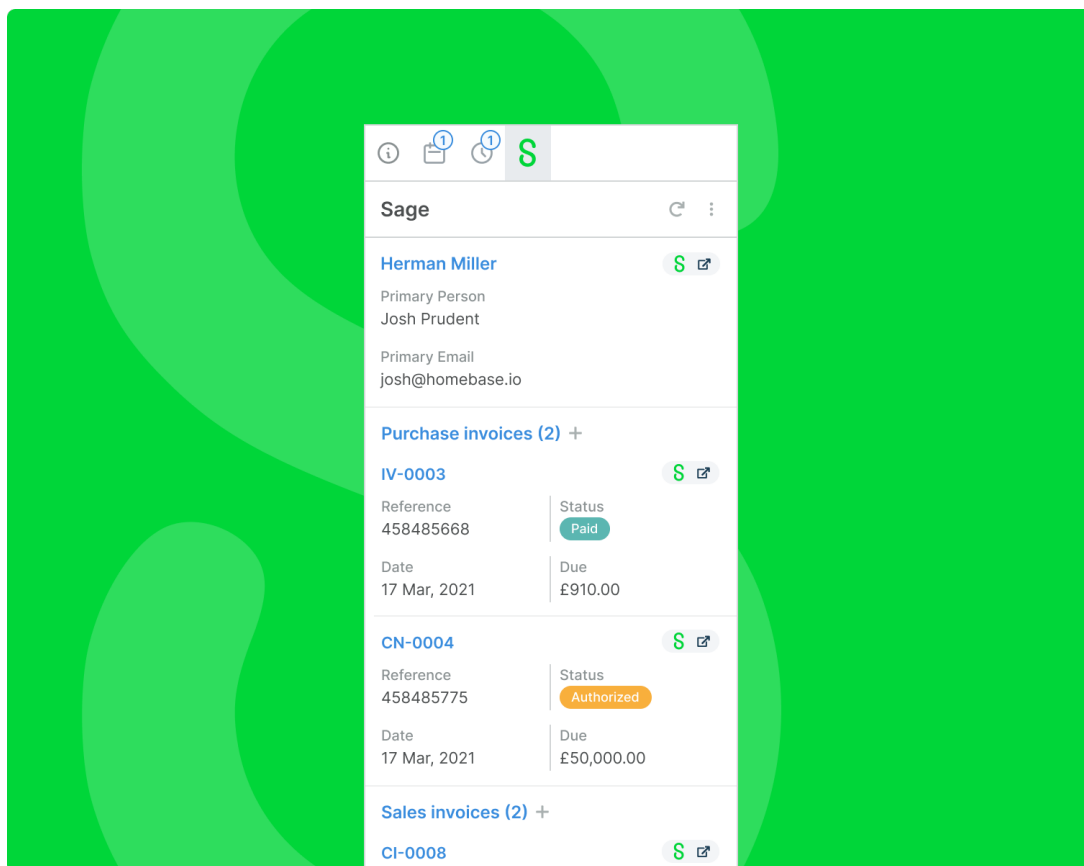 1 1
Sage
Herman Miller
Primary Person
Josh Prudent
Primary Email
josh@homebase.io
Purchase invoices (2) +
IV-0003
Reference Status
458485668 Paid
Date Due
17 Mar, 2021 £910.00
CN-0004
Reference Status
458485775 Authorized
Date Due
17 Mar, 2021 £50,000.00
Sales invoices (2) +
CI-0008